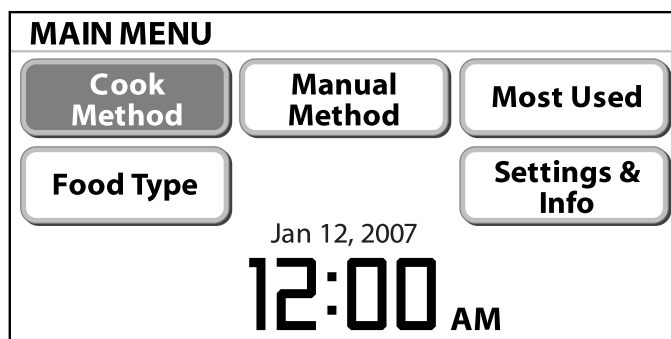 MAIN MENU
Cook
Method
Manual
Method
Most Used
Food Type
Settings &
Info
Jan 12, 2007
12:00 AM